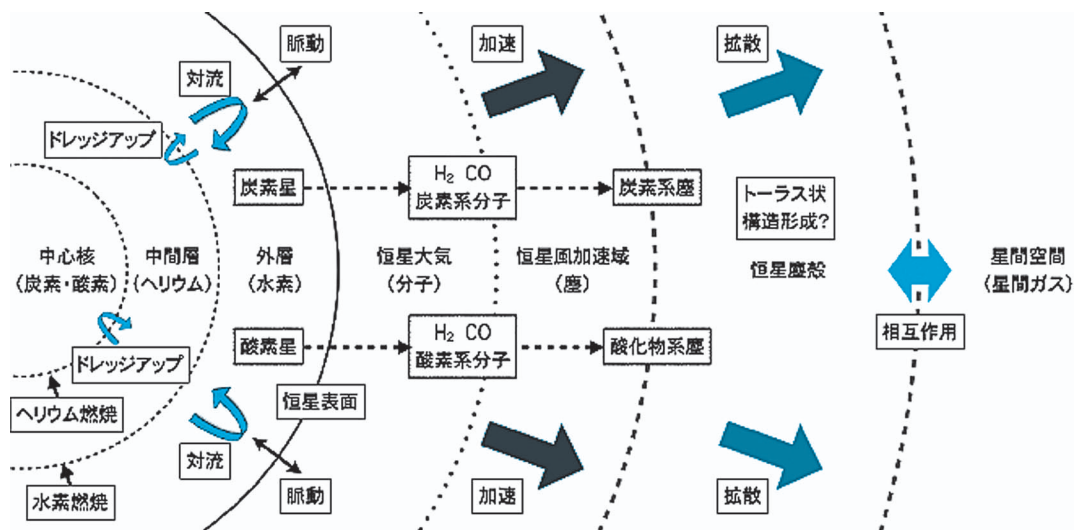 脈動
加速
拡散
対流
ドレッジアップ
炭素星
H₂ CO
炭素系分子
炭素系塵
トーラス状
構造形成?
中心核
(炭素・酸素)
中間層
(ヘリウム)
外層
(水素)
恒星大気
(分子)
恒星風加速域
(塵)
恒星塵殻
星間空間
(星間ガス)
相互作用
酸素星
H₂ CO
酸素系分子
酸化物系塵
ドレッジアップ
恒星表面
ヘリウム燃焼
対流
水素燃焼
脈動
加速
拡散